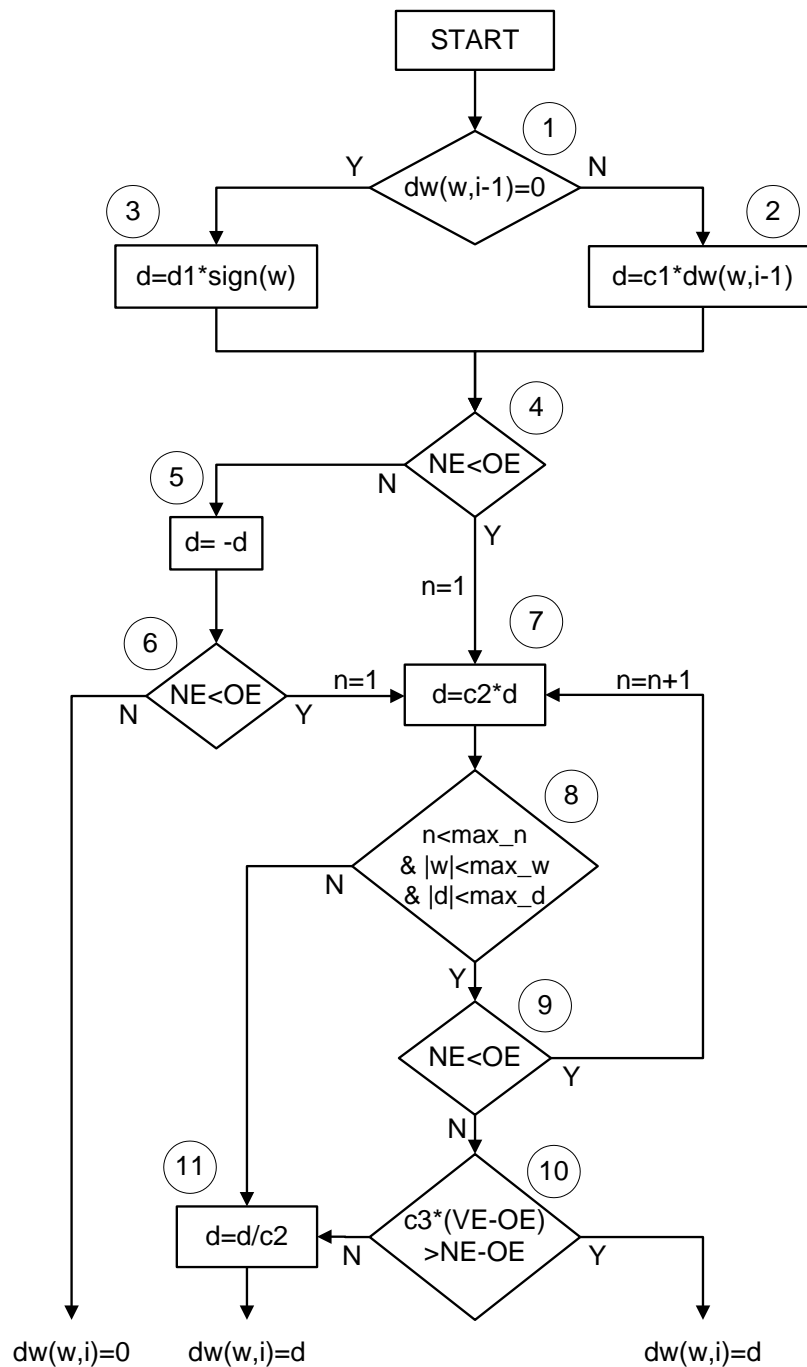 START
1
Y
N
dw(w,i-1)=0
3
2
d=d1*sign(w)
d=c1*dw(w,i-1)
4
NE<OE
N
5
Y
d= -d
n=1
7
6
NE<OE
n=1
d=c2*d
n=n+1
N
Y
8
n<max_n
& |w|<max_w
& |d|<max_d
N
Y
9
NE<OE
Y
N
11
10
c3*(VE-OE)
>NE-OE
d=d/c2
N
Y
dw(w,i)=0
dw(w,i)=d
dw(w,i)=d